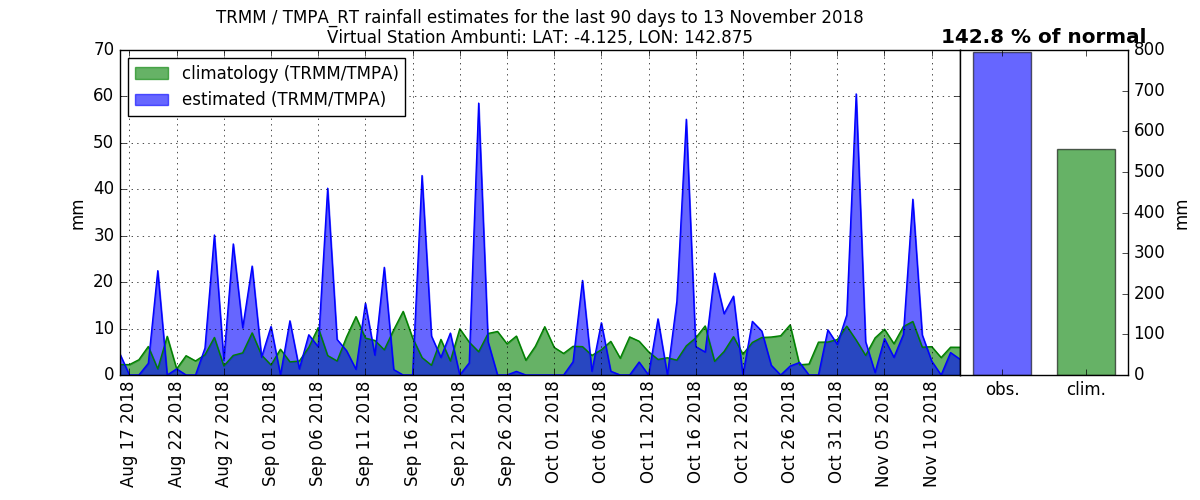 TRMM / TMPA_RT rainfall estimates for the last 90 days to 13 November 2018
Virtual Station Ambunti: LAT: -4.125, LON: 142.875
142.8 % of normal
climatology (TRMM/TMPA)
estimated (TRMM/TMPA)
70
60
50
40
30
20
10
0
mm
Aug 17 2018
Aug 22 2018
Aug 27 2018
Sep 01 2018
Sep 06 2018
Sep 11 2018
Sep 16 2018
Sep 21 2018
Sep 26 2018
Oct 01 2018
Oct 06 2018
Oct 11 2018
Oct 16 2018
Oct 21 2018
Oct 26 2018
Oct 31 2018
Nov 05 2018
Nov 10 2018
obs.
clim.
800
700
600
500
400
300
200
100
0
mm